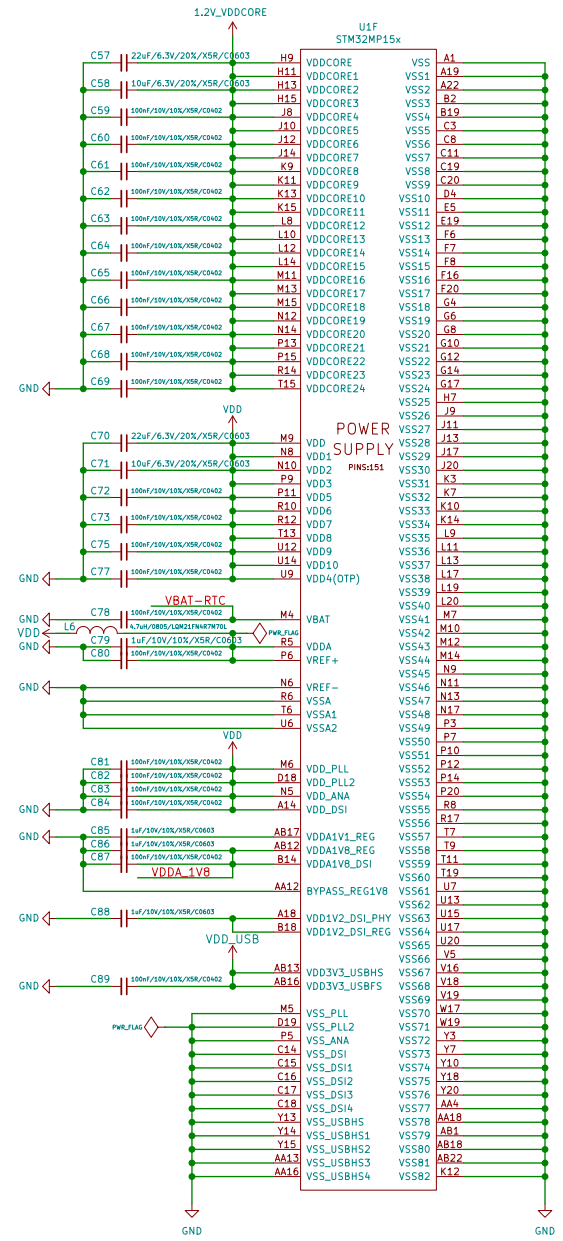 1.2V_VDDCORE
U1F
STM32MP15x
C57 22uF/6.3V/20%/X5R/C0603 H9 VDDCORE VSS A1
H11 VDDCORE1 VSS1 A19
C58 10uF/6.3V/20%/X5R/C0603 H13 VDDCORE2 VSS2 A22
H15 VDDCORE3 VSS3 B2
C59 100nF/10V/10%/X5R/C0402 J8 VDDCORE4 VSS4 B19
J10 VDDCORE5 VSS5 C3
C60 100nF/10V/10%/X5R/C0402 J12 VDDCORE6 VSS6 C8
J14 VDDCORE7 VSS7 C11
C61 100nF/10V/10%/X5R/C0402 K9 VDDCORE8 VSS8 C19
K11 VDDCORE9 VSS9 C20
C62 100nF/10V/10%/X5R/C0402 K13 VDDCORE10 VSS10 D4
K15 VDDCORE11 VSS11 E5
C63 100nF/10V/10%/X5R/C0402 L8 VDDCORE12 VSS12 E19
L10 VDDCORE13 VSS13 F6
C64 100nF/10V/10%/X5R/C0402 L12 VDDCORE14 VSS14 F7
L14 VDDCORE15 VSS15 F8
C65 100nF/10V/10%/X5R/C0402 M11 VDDCORE16 VSS16 F16
M13 VDDCORE17 VSS17 F20
C66 100nF/10V/10%/X5R/C0402 M15 VDDCORE18 VSS18 G4
N12 VDDCORE19 VSS19 G6
C67 100nF/10V/10%/X5R/C0402 N14 VDDCORE20 VSS20 G8
P13 VDDCORE21 VSS21 G10
C68 100nF/10V/10%/X5R/C0402 P15 VDDCORE22 VSS22 G12
R14 VDDCORE23 VSS23 G14
GND C69 100nF/10V/10%/X5R/C0402 T15 VDDCORE24 VSS24 G17
VSS25 H7
VDD VSS26 J9
POWER VSS27 J11
C70 22uF/6.3V/20%/X5R/C0603 M9 VDD VSS28 J13
SUPPLY
N8 VDD1 VSS29 J17
C71 10uF/6.3V/20%/X5R/C0603 N10 VDD2 PINS:151 VSS30 J20
P9 VDD3 VSS31 K3
C72 100nF/10V/10%/X5R/C0402 P11 VDD5 VSS32 K7
R10 VDD6 VSS33 K10
C73 100nF/10V/10%/X5R/C0402 R12 VDD7 VSS34 K14
T13 VDD8 VSS35 L9
C75 100nF/10V/10%/X5R/C0402 U12 VDD9 VSS36 L11
U14 VDD10 VSS37 L13
GND C77 100nF/10V/10%/X5R/C0402 U9 VDD4(OTP) VSS38 L17
VSS39 L19
VBAT-RTC VSS40 L20
GND C78 100nF/10V/10%/X5R/C0402 M4 VBAT VSS41 M7
VDD L6 4.7uH/0805/LQM21FN4R7M70L PWR_FLAG VSS42 M10
GND C79 1uF/10V/10%/X5R/C0603 R5 VDDA VSS43 M12
C80 100nF/10V/10%/X5R/C0402 P6 VREF+ VSS44 M14
VSS45 N9
GND N6 VREF- VSS46 N11
R6 VSSA VSS47 N13
T6 VSSA1 VSS48 N17
U6 VSSA2 VSS49 P3
VDD VSS50 P7
VSS51 P10
C81 100nF/10V/10%/X5R/C0402 M6 VDD_PLL VSS52 P12
C82 100nF/10V/10%/X5R/C0402 D18 VDD_PLL2 VSS53 P14
C83 100nF/10V/10%/X5R/C0402 N5 VDD_ANA VSS54 P20
GND C84 100nF/10V/10%/X5R/C0402 A14 VDD_DSI VSS55 R8
VSS56 R17
GND C85 1uF/10V/10%/X5R/C0603 AB17 VDDA1V1_REG VSS57 T7
C86 1uF/10V/10%/X5R/C0603 AB12 VDDA1V8_REG VSS58 T9
C87 100nF/10V/10%/X5R/C0402 B14 VDDA1V8_DSI VSS59 T11
VDDA_1V8 VSS60 T19
AA12 BYPASS_REG1V8 VSS61 U7
VSS62 U13
GND C88 1uF/10V/10%/X5R/C0603 A18 VDD1V2_DSI_PHY VSS63 U15
B18 VDD1V2_DSI_REG VSS64 U17
VDD_USB VSS65 U20
VSS66 V5
AB13 VDD3V3_USBHS VSS67 V16
GND C89 100nF/10V/10%/X5R/C0402 AB16 VDD3V3_USBFS VSS68 V18
VSS69 V19
M5 VSS_PLL VSS70 W17
PWR_FLAG D19 VSS_PLL2 VSS71 W19
P5 VSS_ANA VSS72 Y3
C14 VSS_DSI VSS73 Y7
C15 VSS_DSI1 VSS74 Y10
C16 VSS_DSI2 VSS75 Y18
C17 VSS_DSI3 VSS76 Y20
C18 VSS_DSI4 VSS77 AA4
Y13 VSS_USBHS VSS78 AA18
Y14 VSS_USBHS1 VSS79 AB1
Y15 VSS_USBHS2 VSS80 AB18
AA13 VSS_USBHS3 VSS81 AB22
AA16 VSS_USBHS4 VSS82 K12
GND GND